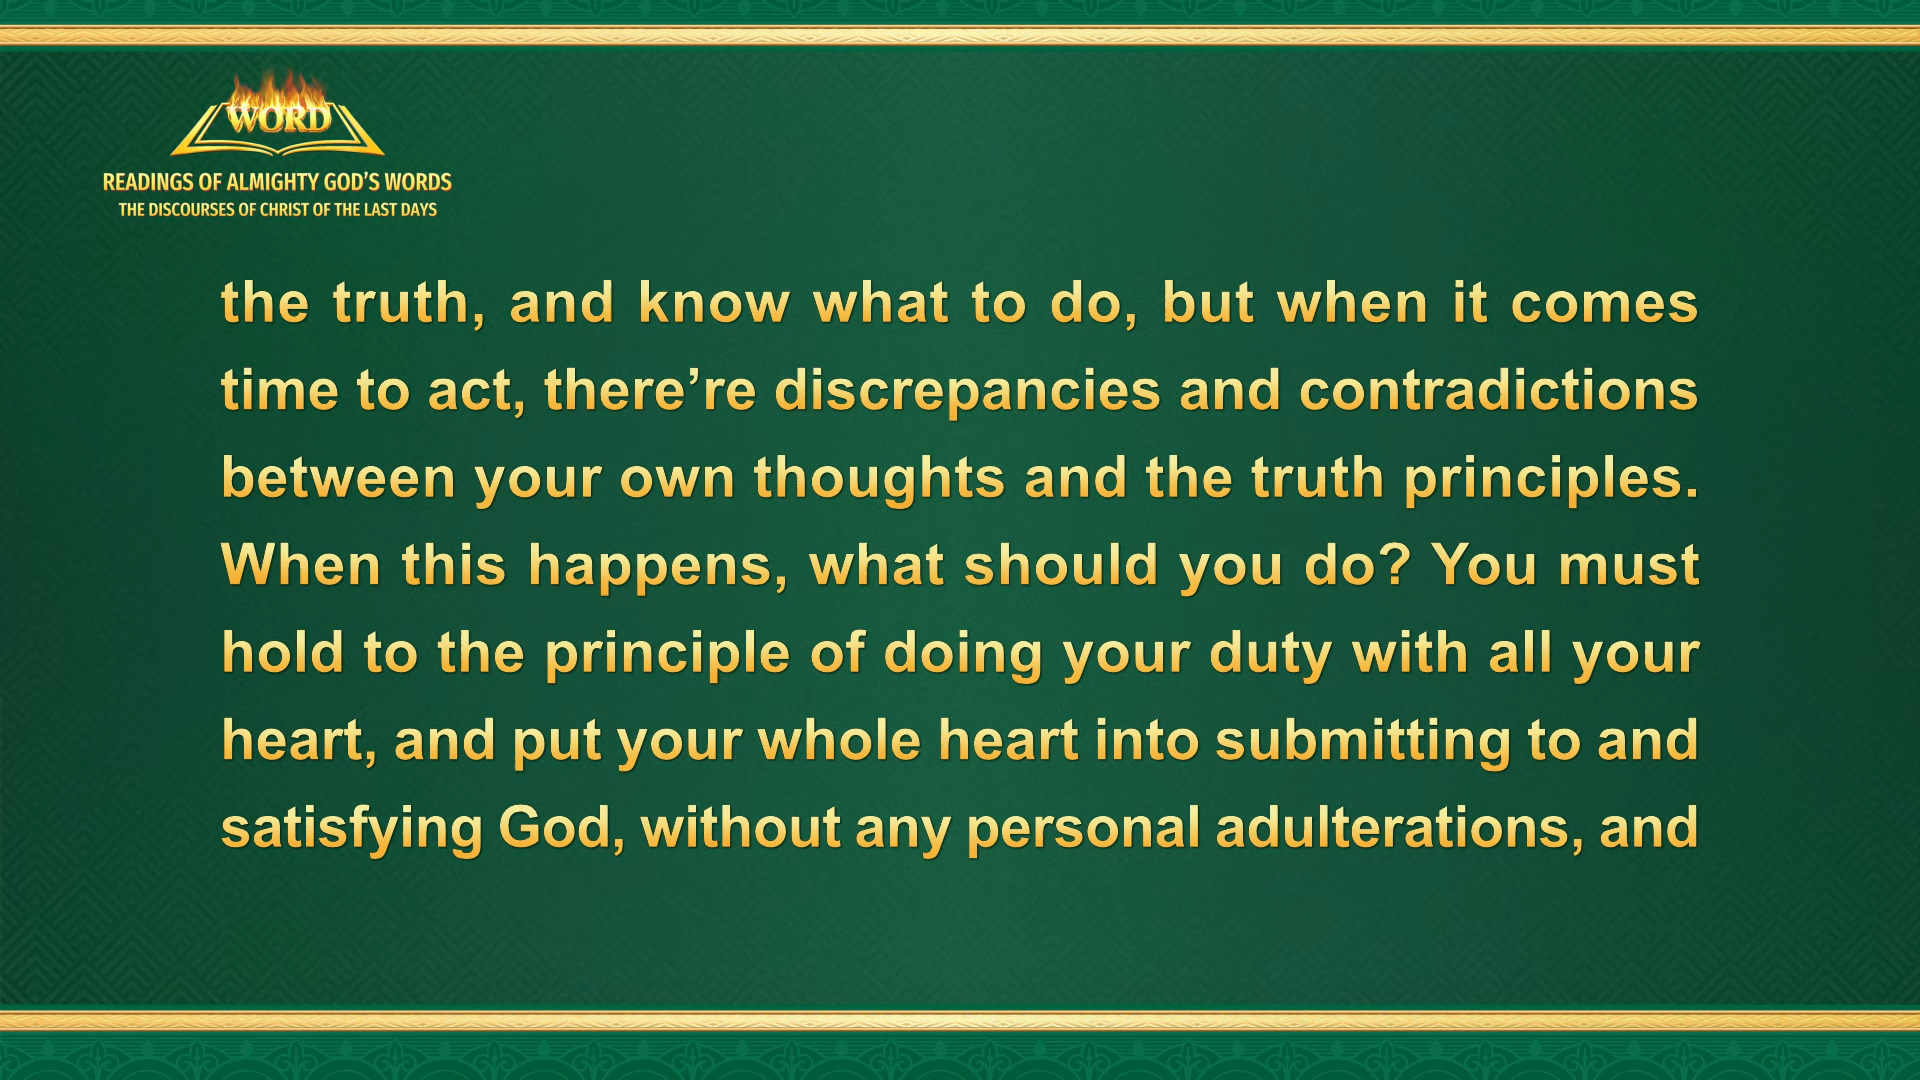 WORD
READINGS OF ALMIGHTY GOD’S WORDS
THE DISCOURSES OF CHRIST OF THE LAST DAYS
the truth, and know what to do, but when it comes
time to act, there’re discrepancies and contradictions
between your own thoughts and the truth principles.
When this happens, what should you do? You must
hold to the principle of doing your duty with all your
heart, and put your whole heart into submitting to and
satisfying God, without any personal adulterations, and